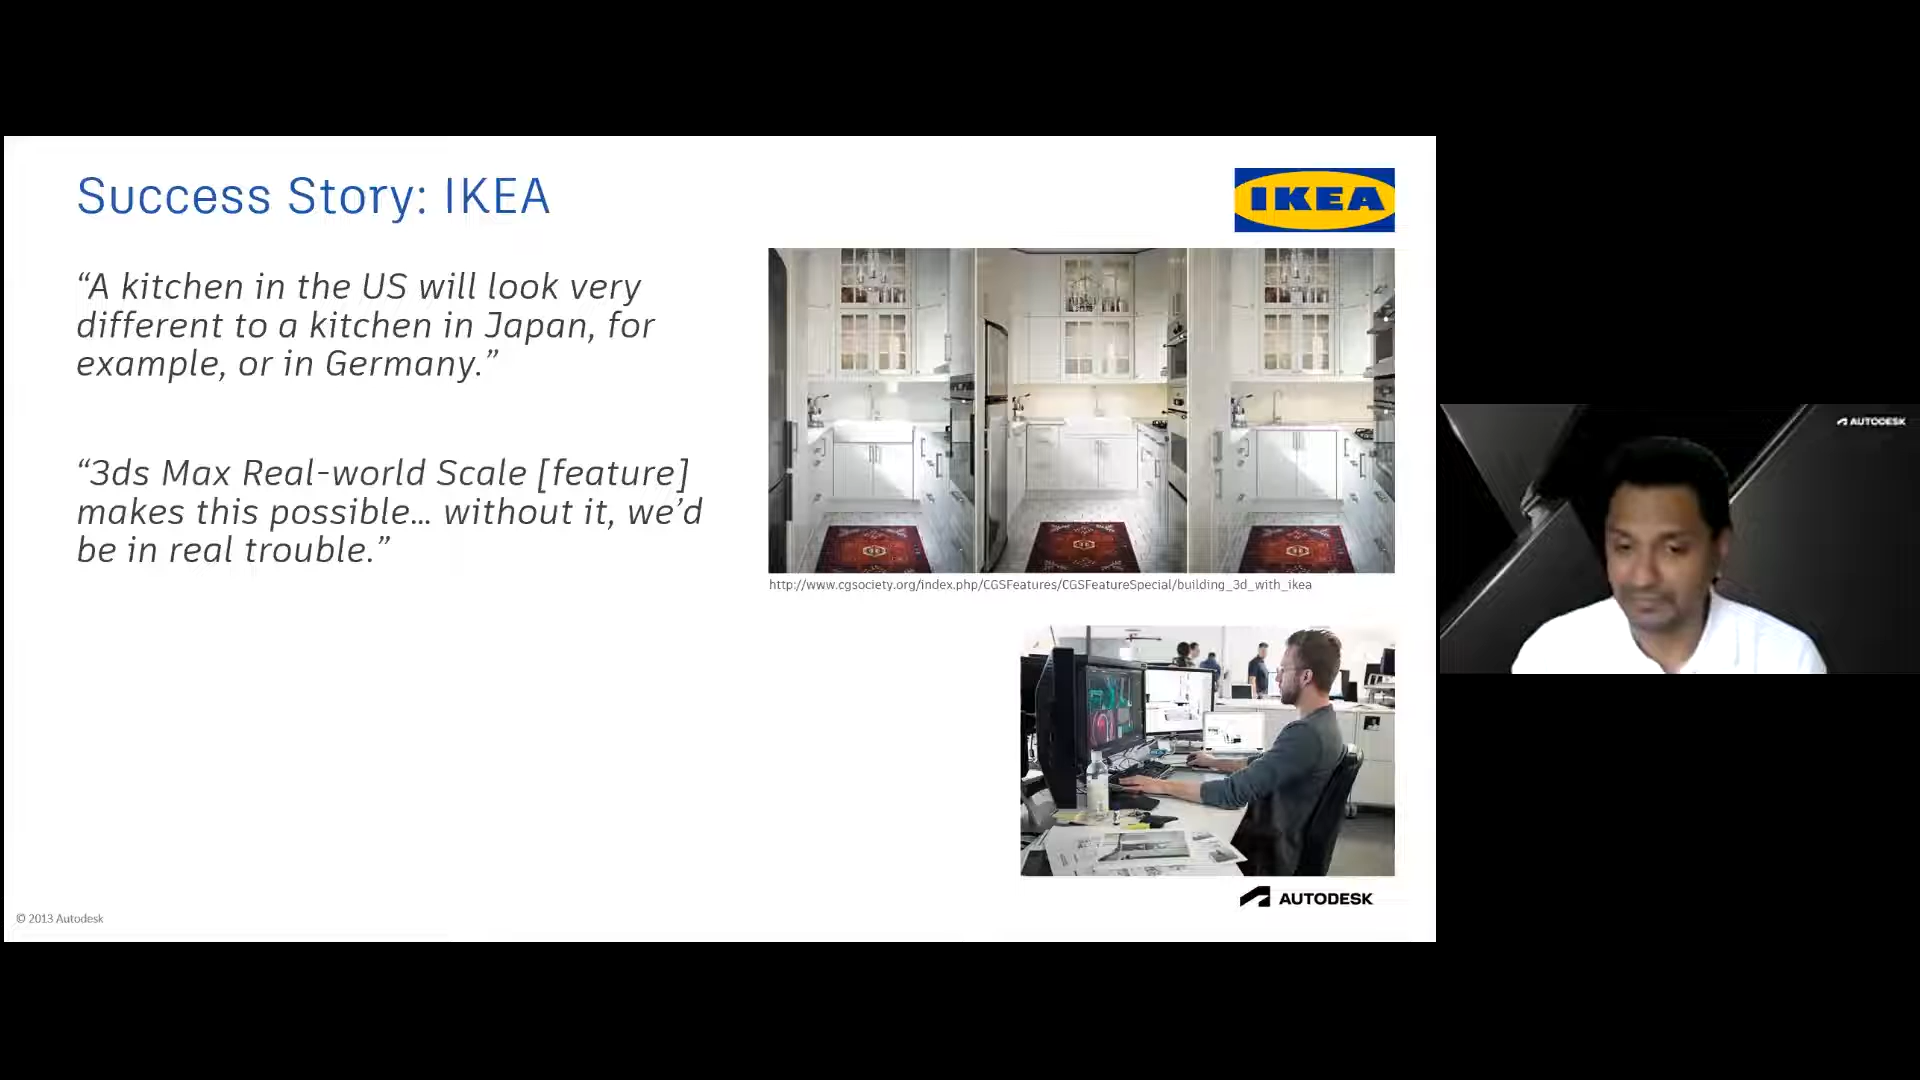 Success Story: IKEA
IKEA
“A kitchen in the US will look very
different to a kitchen in Japan, for
example, or in Germany.”
“3ds Max Real-world Scale [feature]
makes this possible... without it, we’d
be in real trouble.”
http://www.cgsociety.org/index.php/CGSFeatures/CGSFeatureSpecial/building_3d_with_ikea
AUTODESK
© 2013 Autodesk
AUTODESK